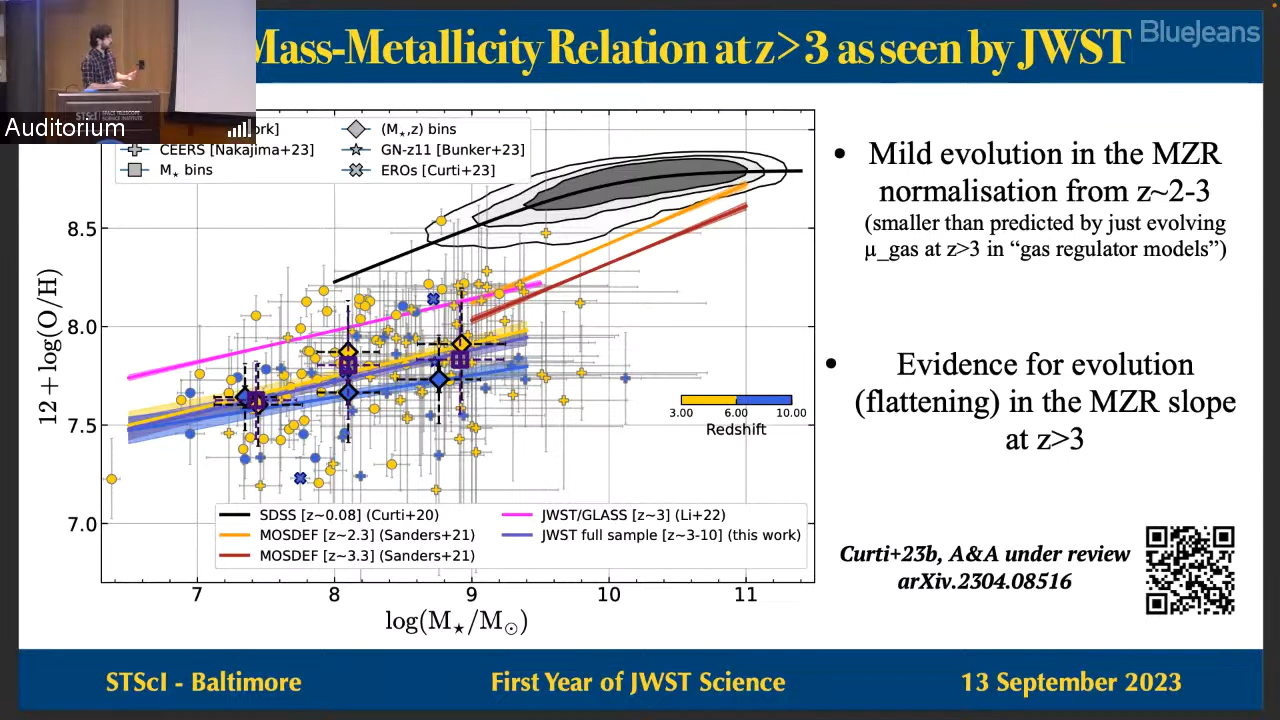 Mass-Metallicity Relation at z>3 as seen by JWST
BlueJeans
STScI | SPACE TELESCOPE
SCIENCE INSTITUTE
Auditorium
(M⋆,z) bins
CEERS [Nakajima+23]
GN-z11 [Bunker+23]
M⋆ bins
EROs [Curti+23]
8.5
8.0
7.5
7.0
12 + log(O/H)
3.00 6.00 10.00
Redshift
SDSS [z~0.08] (Curti+20)
MOSDEF [z~2.3] (Sanders+21)
MOSDEF [z~3.3] (Sanders+21)
JWST/GLASS [z~3] (Li+22)
JWST full sample [z~3-10] (this work)
7 8 9 10 11
log(M⋆/M⊙)
• Mild evolution in the MZR
normalisation from z~2-3
(smaller than predicted by just evolving
μ_gas at z>3 in “gas regulator models”)
• Evidence for evolution
(flattening) in the MZR slope
at z>3
Curti+23b, A&A under review
arXiv.2304.08516
STScI - Baltimore
First Year of JWST Science
13 September 2023